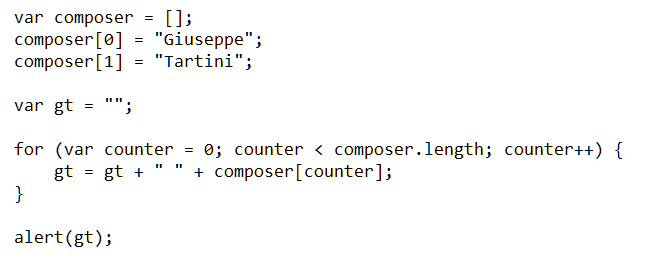 var composer = [];
composer[0] = "Giuseppe";
composer[1] = "Tartini";

var gt = "";

for (var counter = 0; counter < composer.length; counter++) {
    gt = gt + " " + composer[counter];
}

alert(gt);